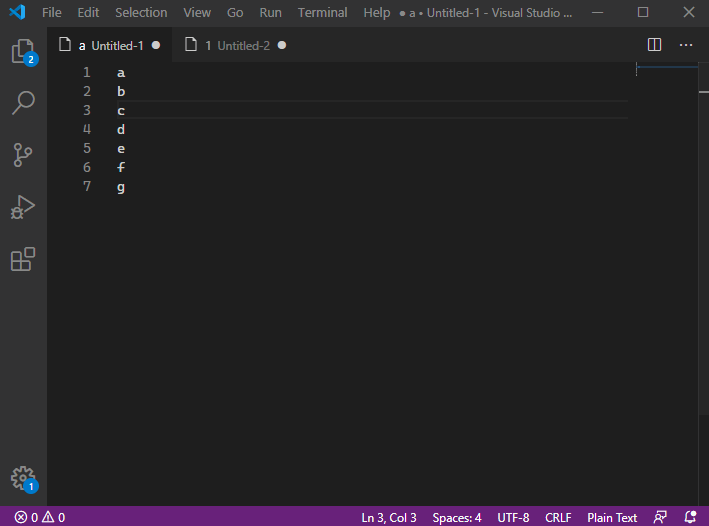 File Edit Selection View Go Run Terminal Help ● a • Untitled-1 - Visual Studio ...
2
a Untitled-1 ● 1 Untitled-2 ●
1 a
2 b
3 c
4 d
5 e
6 f
7 g
1
0 0 Ln 3, Col 3 Spaces: 4 UTF-8 CRLF Plain Text